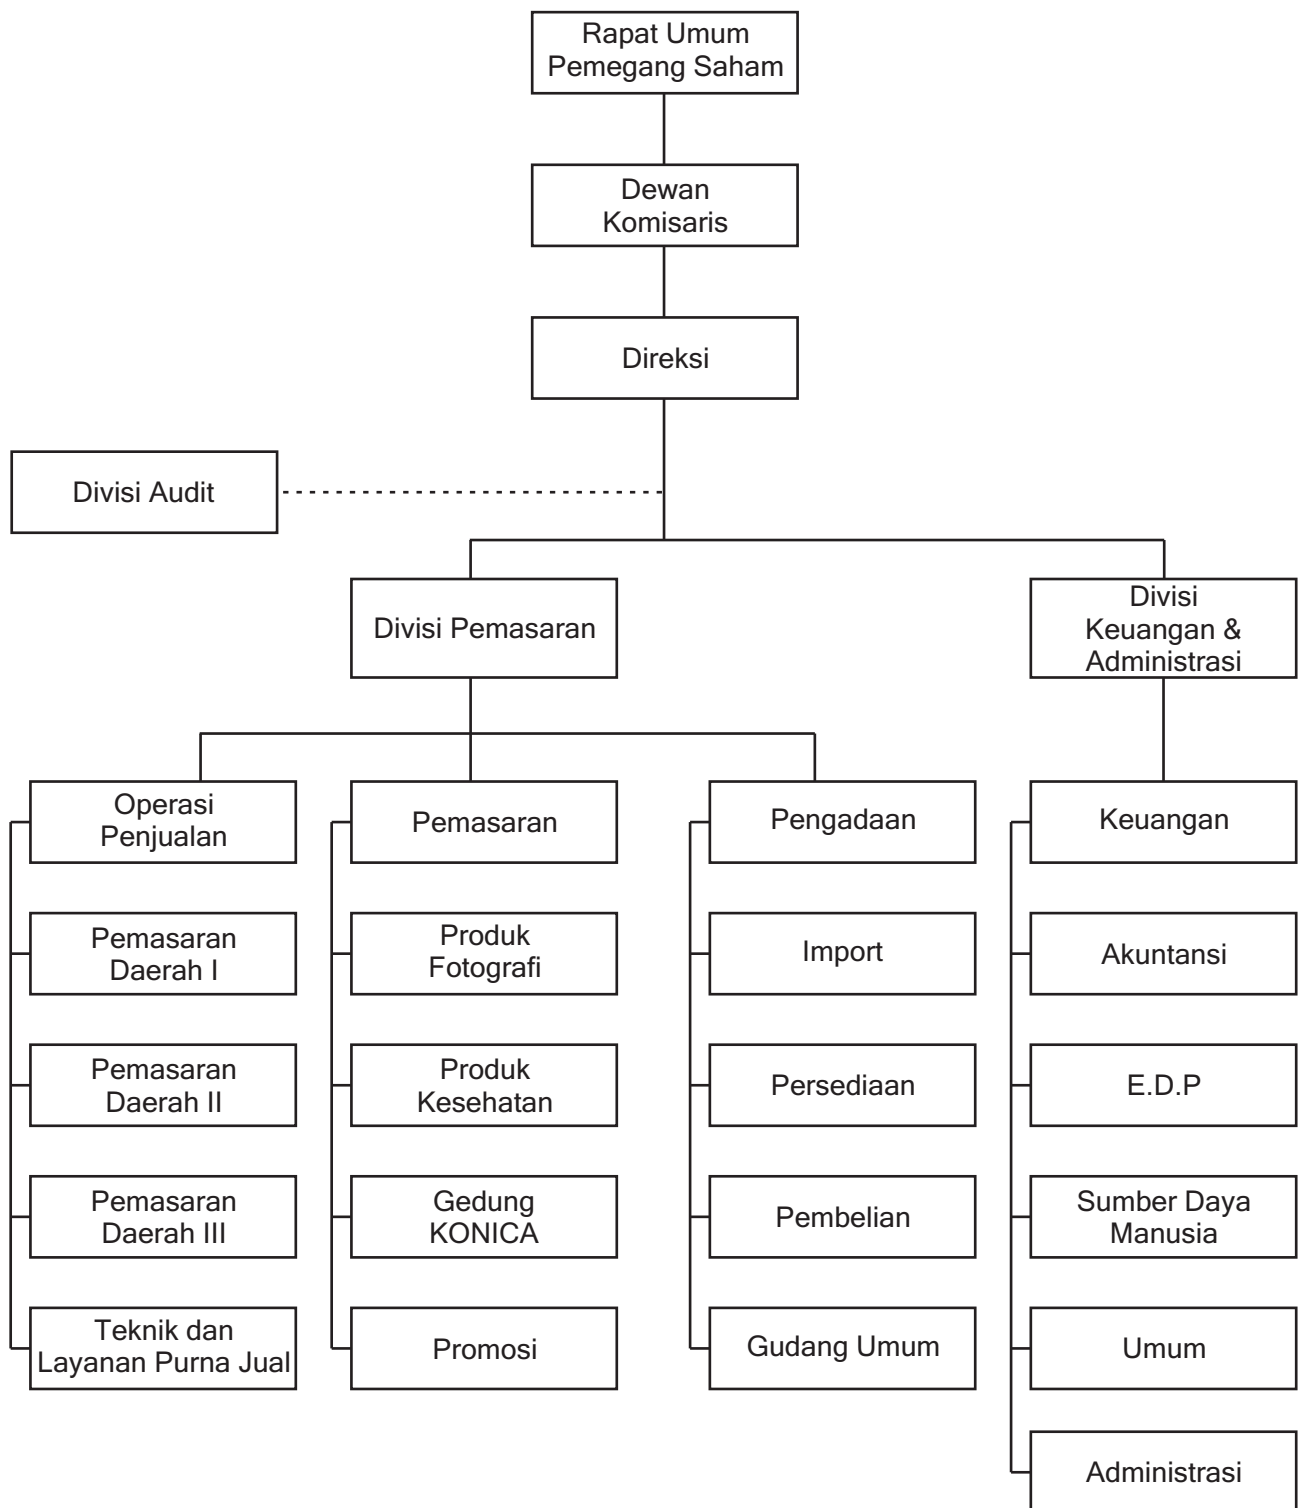 Rapat Umum
Pemegang Saham
Dewan
Komisaris
Direksi
Divisi Audit
Divisi Pemasaran
Divisi
Keuangan &
Administrasi
Operasi
Penjualan
Pemasaran
Daerah I
Pemasaran
Daerah II
Pemasaran
Daerah III
Teknik dan
Layanan Purna Jual
Pemasaran
Produk
Fotografi
Produk
Kesehatan
Gedung
KONICA
Promosi
Pengadaan
Import
Persediaan
Pembelian
Gudang Umum
Keuangan
Akuntansi
E.D.P
Sumber Daya
Manusia
Umum
Administrasi